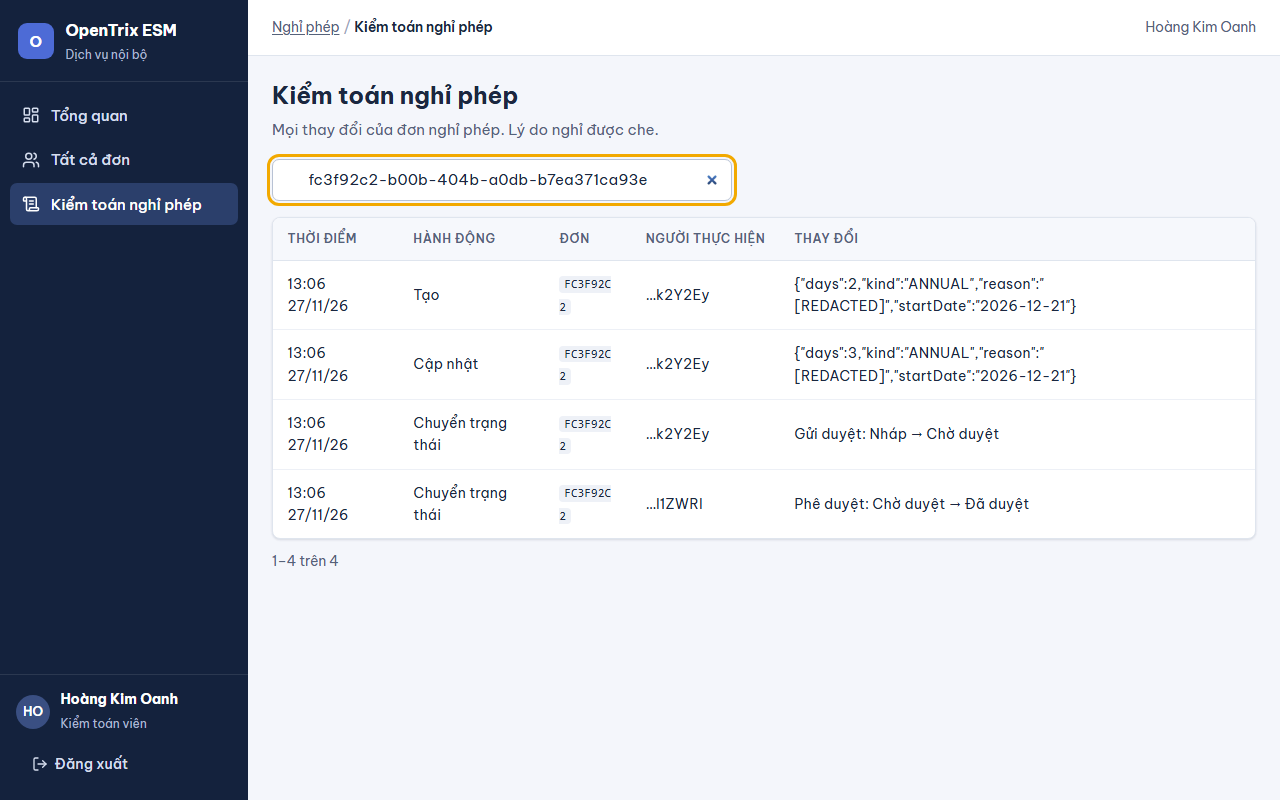 O
OpenTrix ESM
Dịch vụ nội bộ
Tổng quan
Tất cả đơn
Kiểm toán nghỉ phép
HO
Hoàng Kim Oanh
Kiểm toán viên
Đăng xuất
Nghỉ phép / Kiểm toán nghỉ phép
Hoàng Kim Oanh
Kiểm toán nghỉ phép
Mọi thay đổi của đơn nghỉ phép. Lý do nghỉ được che.
fc3f92c2-b00b-404b-a0db-b7ea371ca93e
THỜI ĐIỂM HÀNH ĐỘNG ĐƠN NGƯỜI THỰC HIỆN THAY ĐỔI
13:06
27/11/26
Tạo
FC3F92C
2
…k2Y2Ey
{"days":2,"kind":"ANNUAL","reason":"
[REDACTED]","startDate":"2026-12-21"}
13:06
27/11/26
Cập nhật
FC3F92C
2
…k2Y2Ey
{"days":3,"kind":"ANNUAL","reason":"
[REDACTED]","startDate":"2026-12-21"}
13:06
27/11/26
Chuyển trạng
thái
FC3F92C
2
…k2Y2Ey
Gửi duyệt: Nháp → Chờ duyệt
13:06
27/11/26
Chuyển trạng
thái
FC3F92C
2
…l1ZWRI
Phê duyệt: Chờ duyệt → Đã duyệt
1–4 trên 4